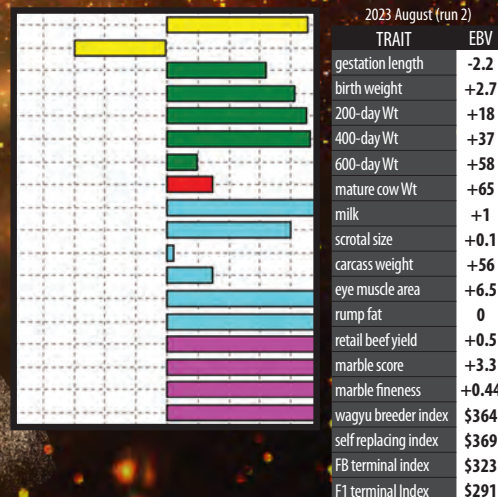 2023 August (run 2)
TRAIT EBV
gestation length -2.2
birth weight +2.7
200-day Wt +18
400-day Wt +37
600-day Wt +58
mature cow Wt +65
milk +1
scrotal size +0.1
carcass weight +56
eye muscle area +6.5
rump fat 0
retail beef yield +0.5
marble score +3.3
marble fineness +0.44
wagyu breeder index $364
self replacing index $369
FB terminal index $323
F1 terminal Index $291